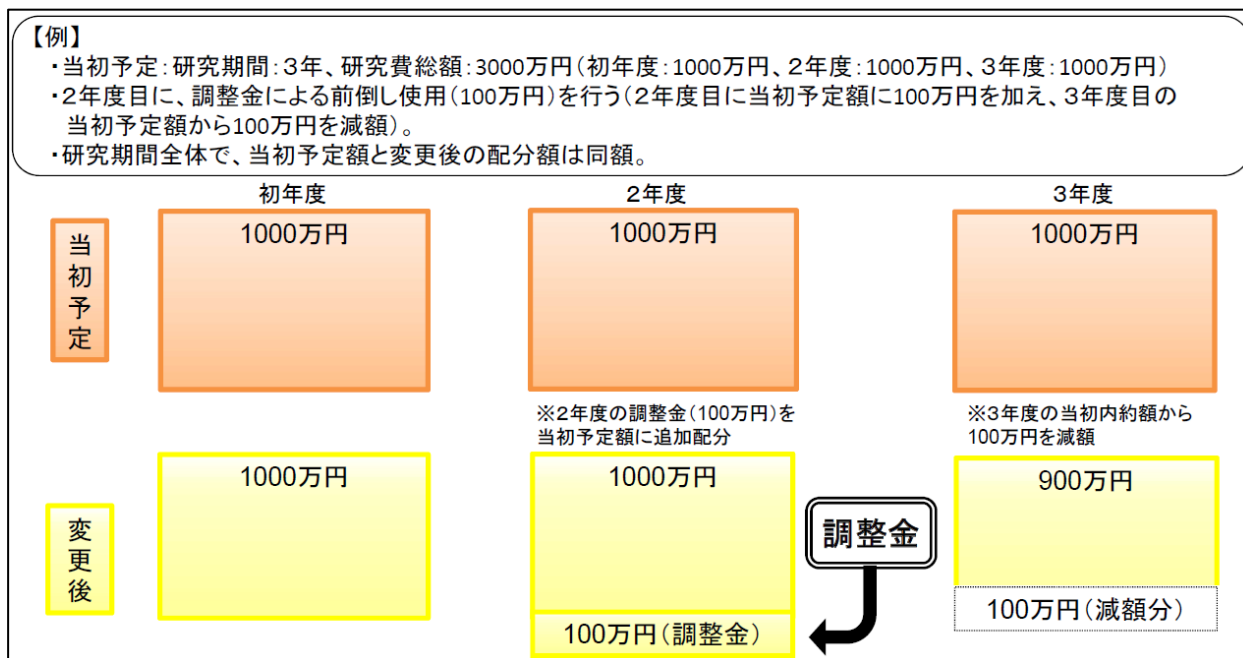 【例】
・当初予定:研究期間:3年、研究費総額:3000万円(初年度:1000万円、2年度:1000万円、3年度:1000万円)
・2年度目に、調整金による前倒し使用(100万円)を行う(2年度目に当初予定額に100万円を加え、3年度目の
当初予定額から100万円を減額)。
・研究期間全体で、当初予定額と変更後の配分額は同額。
初年度
2年度
3年度
当初予定
1000万円
1000万円
1000万円
※2年度の調整金(100万円)を
当初予定額に追加配分
※3年度の当初内約額から
100万円を減額
変更後
1000万円
1000万円
900万円
調整金
100万円(調整金)
100万円(減額分)